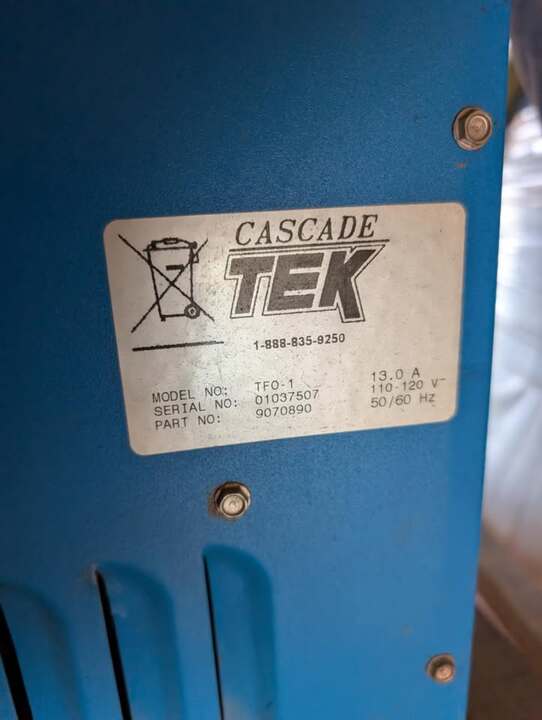 CASCADE
TEK
1-888-835-9250
MODEL NO: TFO-1 13.0 A
SERIAL NO: 01037507 110-120 V~
PART NO: 9070890 50/60 Hz